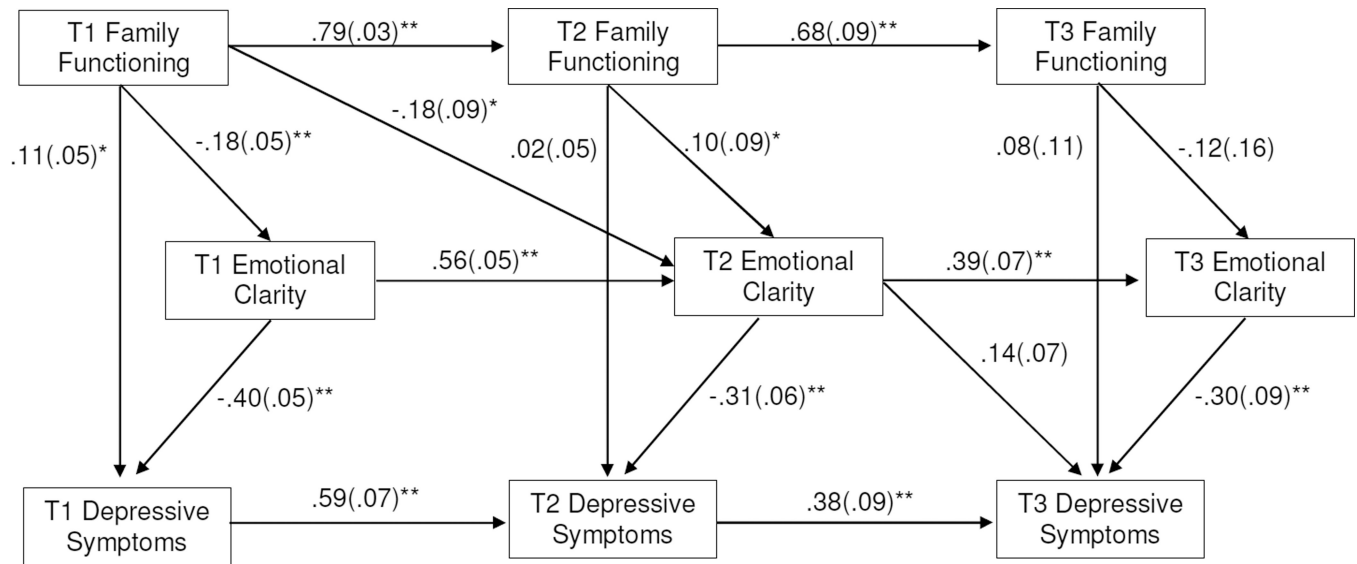 T1 Family
Functioning
.79(.03)**
T2 Family
Functioning
.68(.09)**
T3 Family
Functioning
.11(.05)*
-.18(.05)**
-.18(.09)*
.02(.05)
.10(.09)*
.08(.11)
-.12(.16)
T1 Emotional
Clarity
.56(.05)**
T2 Emotional
Clarity
.39(.07)**
T3 Emotional
Clarity
-.40(.05)**
-.31(.06)**
.14(.07)
-.30(.09)**
T1 Depressive
Symptoms
.59(.07)**
T2 Depressive
Symptoms
.38(.09)**
T3 Depressive
Symptoms